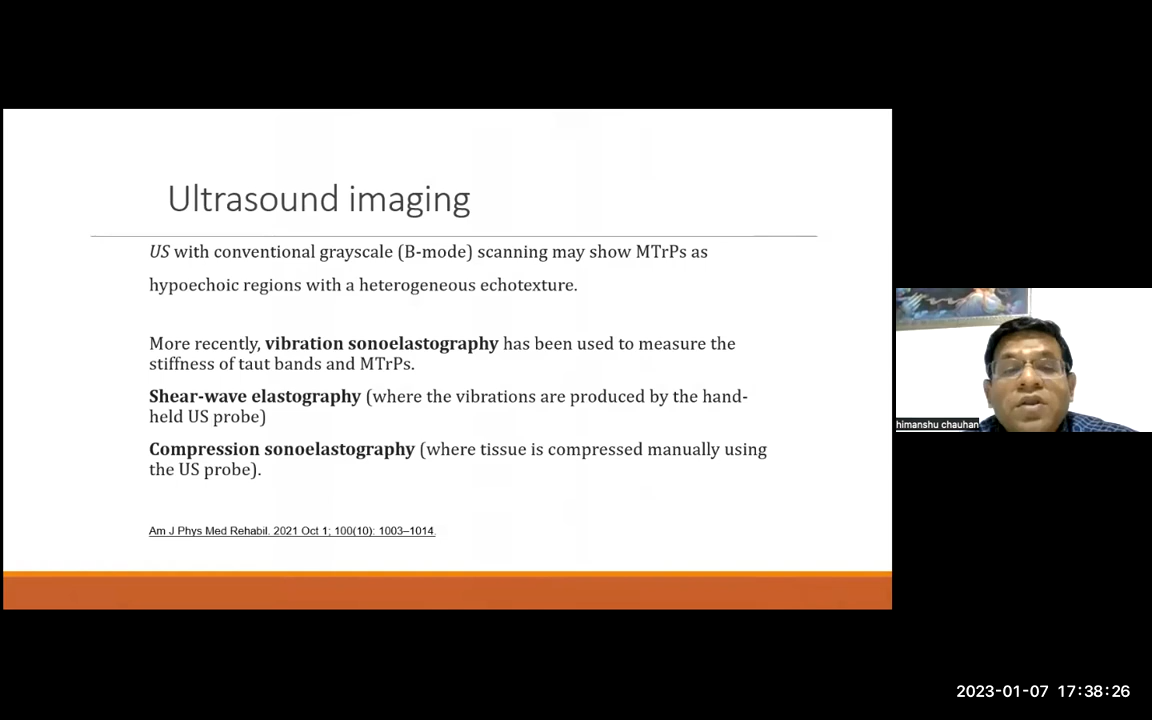 Ultrasound imaging
US with conventional grayscale (B-mode) scanning may show MTrPs as
hypoechoic regions with a heterogeneous echotexture.
More recently, vibration sonoelastography has been used to measure the
stiffness of taut bands and MTrPs.
Shear-wave elastography (where the vibrations are produced by the hand-
held US probe)
Compression sonoelastography (where tissue is compressed manually using
the US probe).
Am J Phys Med Rehabil. 2021 Oct 1; 100(10): 1003–1014.
himanshu chauhan
2023-01-07 17:38:26